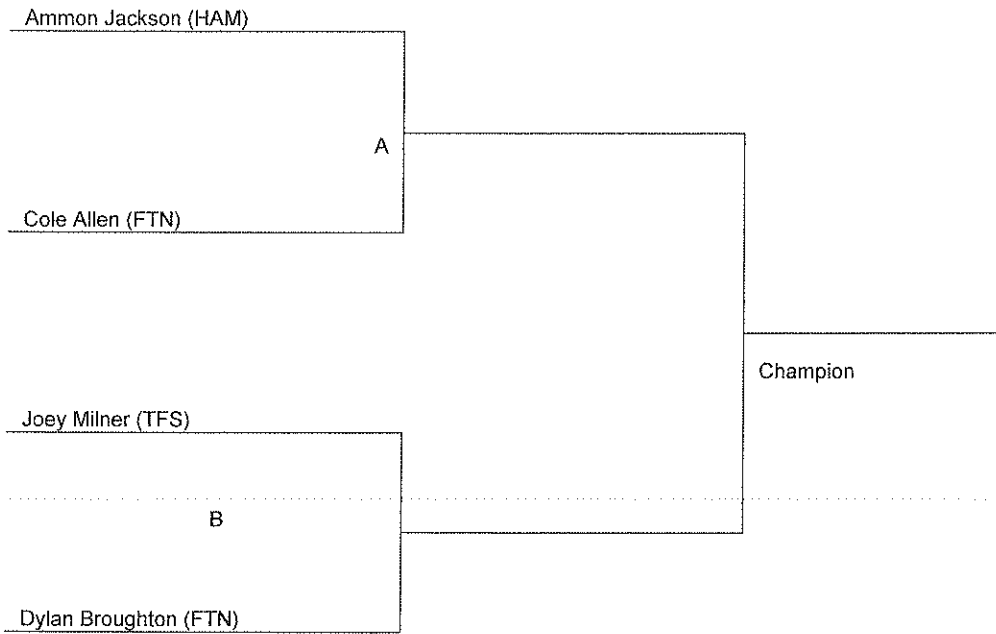 Ammon Jackson (HAM)
A
Cole Allen (FTN)
Champion
Joey Milner (TFS)
B
Dylan Broughton (FTN)